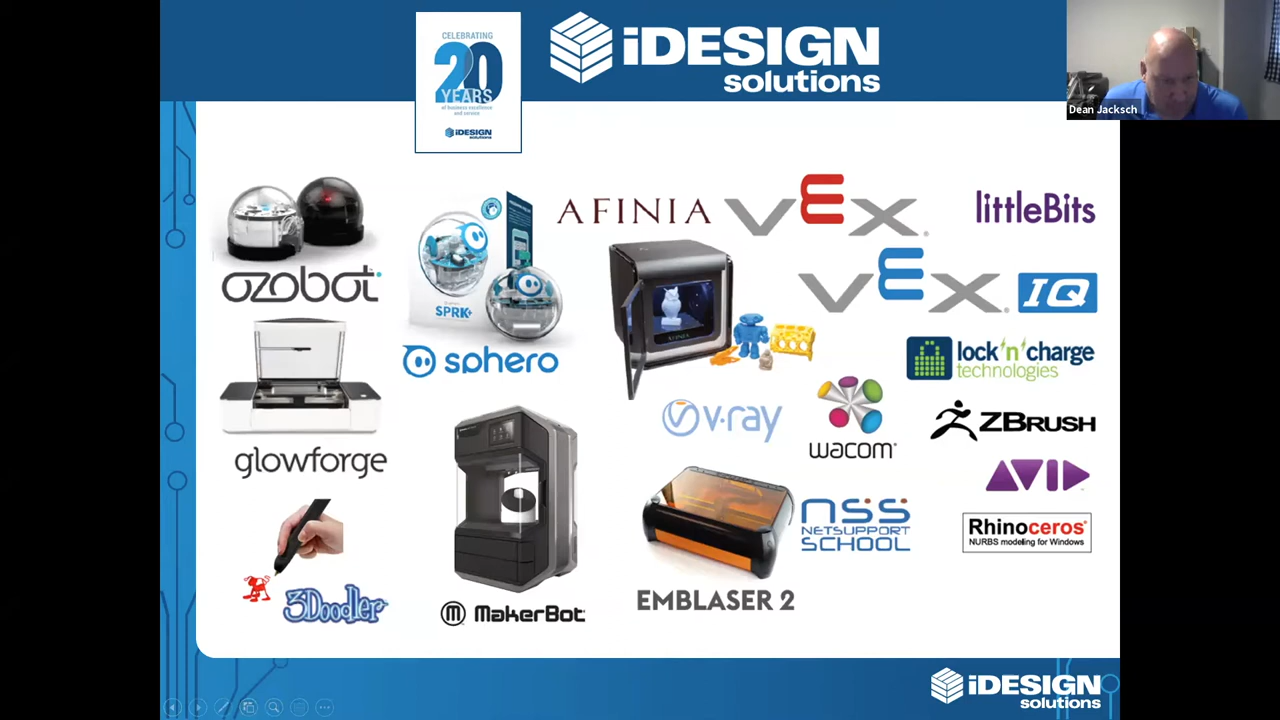 CELEBRATING
20
YEARS
of business excellence
and service
iDESIGN
solutions
iDESIGN
solutions
Dean Jacksch
ozobot
SPRK+
sphero
AFINIA
AFINIA
VEX
littleBits
VEX IQ
lock'n'charge
technologies
glowforge
v·ray
wacom
ZBRUSH
AVID
NSS
NETSUPPORT
SCHOOL
Rhinoceros
NURBS modeling for Windows
3Doodler
MakerBot
EMBLASER 2
iDESIGN
solutions